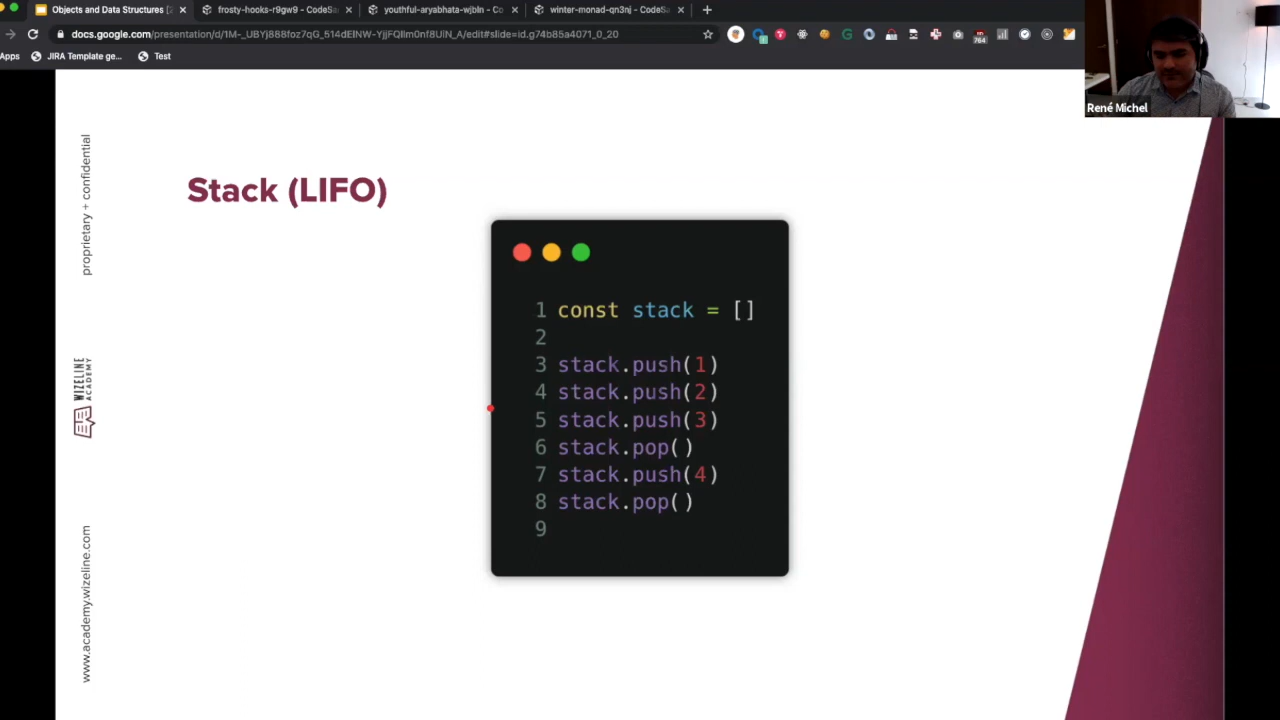 Objects and Data Structures [2
frosty-hooks-r9gw9 - CodeSa
youthful-aryabhata-wjbln - Co
winter-monad-qn3nj - CodeSa
docs.google.com/presentation/d/1M-_UBYj888foz7qG_514dEINW-YjjFQIlm0nf8UiN_A/edit#slide=id.g74b85a4071_0_20
764
Apps
JIRA Template ge...
Test
René Michel
proprietary + confidential
WIZELINE
ACADEMY
www.academy.wizeline.com
Stack (LIFO)
1 const stack = []
2
3 stack.push(1)
4 stack.push(2)
5 stack.push(3)
6 stack.pop()
7 stack.push(4)
8 stack.pop()
9